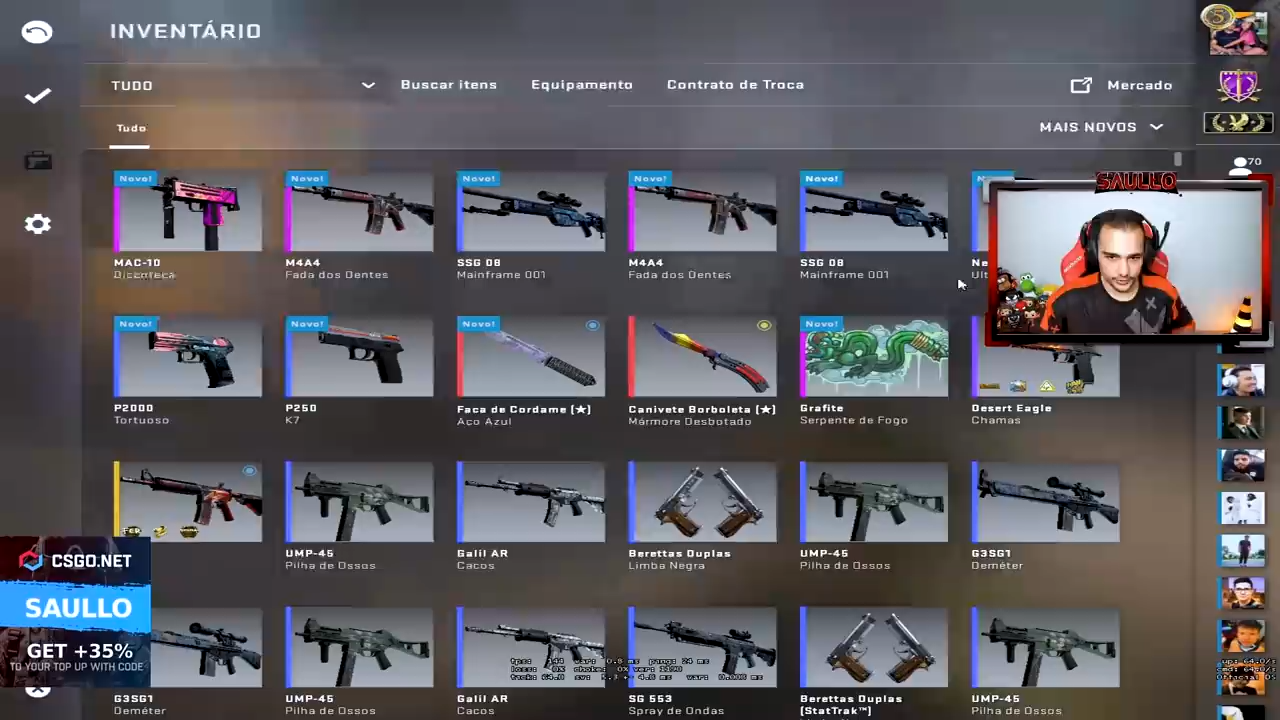 INVENTÁRIO
TUDO
Buscar itens
Equipamento
Contrato de Troca
Mercado
Tudo
MAIS NOVOS
5
70
SAULLO
Novo!
Novo!
Novo!
Novo!
Novo!
MAC-10
Discoteca
M4A4
Fada dos Dentes
SSG 08
Mainframe 001
M4A4
Fada dos Dentes
SSG 08
Mainframe 001
Ne
Ult
Novo!
Novo!
Novo!
Novo!
P2000
Tortuoso
P250
K7
Faca de Cordame [★]
Aço Azul
Canivete Borboleta [★]
Mármore Desbotado
Grafite
Serpente de Fogo
Desert Eagle
Chamas
UMP-45
Pilha de Ossos
Galil AR
Cacos
Berettas Duplas
Limba Negra
UMP-45
Pilha de Ossos
G3SG1
Deméter
CSGO.NET
SAULLO
GET +35%
TO YOUR TOP UP WITH CODE
G3SG1
Deméter
UMP-45
Pilha de Ossos
Galil AR
Cacos
SG 553
Spray de Ondas
Berettas Duplas
[StatTrak™]
UMP-45
Pilha de Ossos